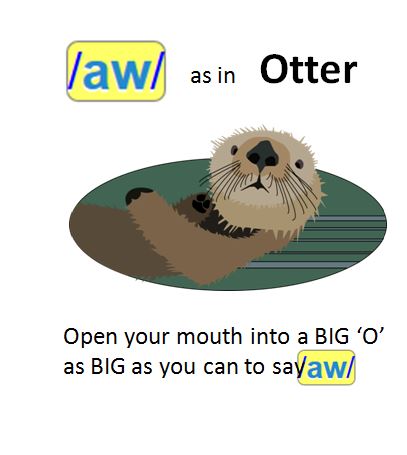 /aw/ as in Otter
Open your mouth into a BIG ‘O’
as BIG as you can to say /aw/